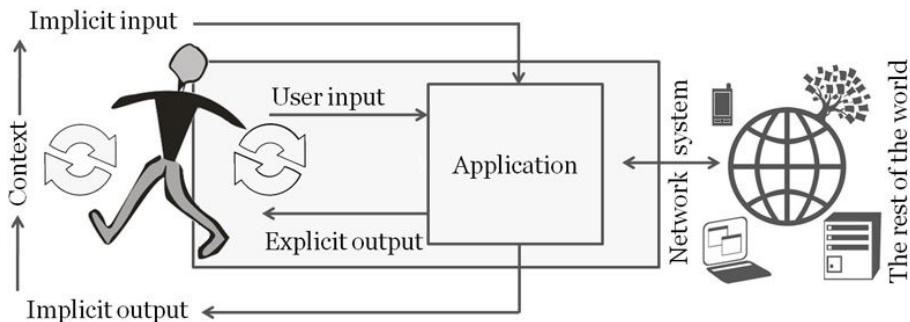 Implicit input
User input
Application
Explicit output
Implicit output
Context
Network system
The rest of the world